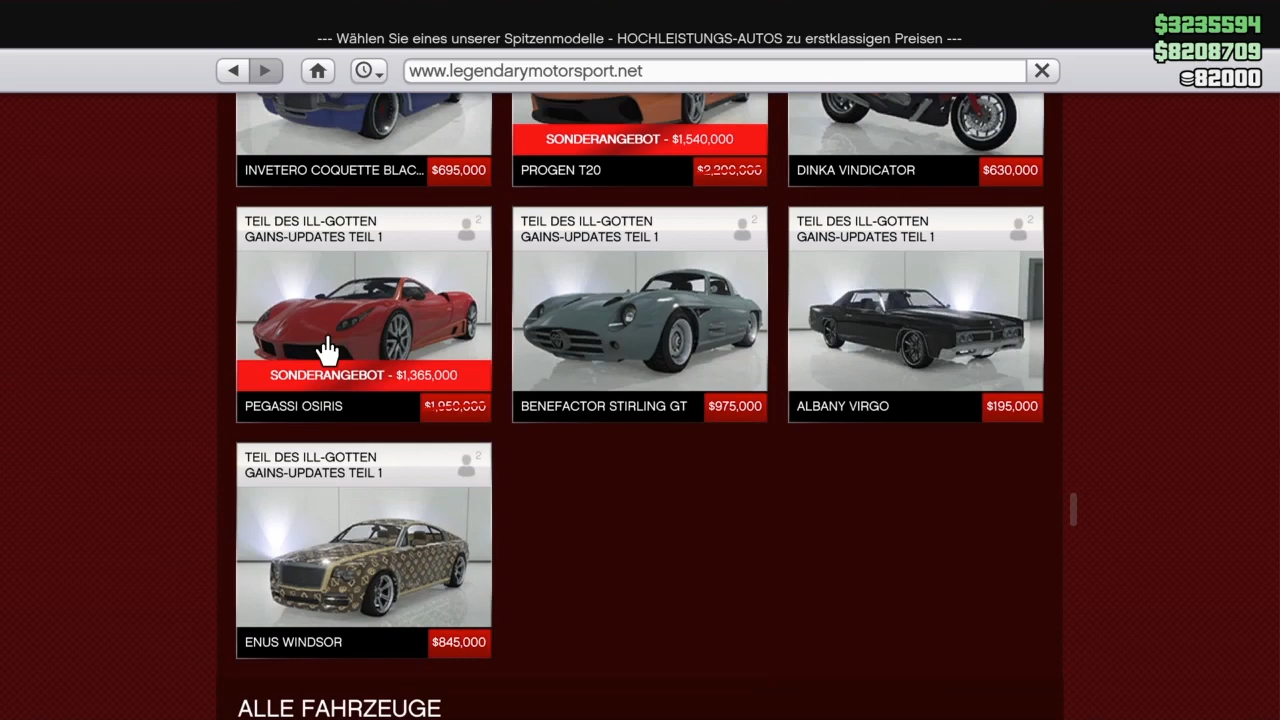 --- Wählen Sie eines unserer Spitzenmodelle - HOCHLEISTUNGS-AUTOS zu erstklassigen Preisen ---
$3235594
$8208709
82000
www.legendarymotorsport.net
SONDERANGEBOT - $1,540,000
INVETERO COQUETTE BLAC... $695,000
PROGEN T20 $2,200,000
DINKA VINDICATOR $630,000
TEIL DES ILL-GOTTEN
GAINS-UPDATES TEIL 1
2
TEIL DES ILL-GOTTEN
GAINS-UPDATES TEIL 1
2
TEIL DES ILL-GOTTEN
GAINS-UPDATES TEIL 1
2
SONDERANGEBOT - $1,365,000
PEGASSI OSIRIS $1,950,000
BENEFACTOR STIRLING GT $975,000
ALBANY VIRGO $195,000
TEIL DES ILL-GOTTEN
GAINS-UPDATES TEIL 1
2
ENUS WINDSOR $845,000
ALLE FAHRZEUGE